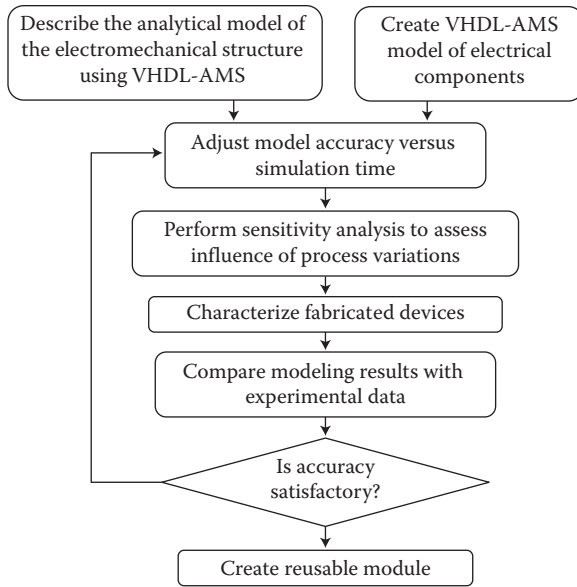 Describe the analytical model of
the electromechanical structure
using VHDL-AMS
Create VHDL-AMS
model of electrical
components
Adjust model accuracy versus
simulation time
Perform sensitivity analysis to assess
influence of process variations
Characterize fabricated devices
Compare modeling results with
experimental data
Is accuracy
satisfactory?
Create reusable module